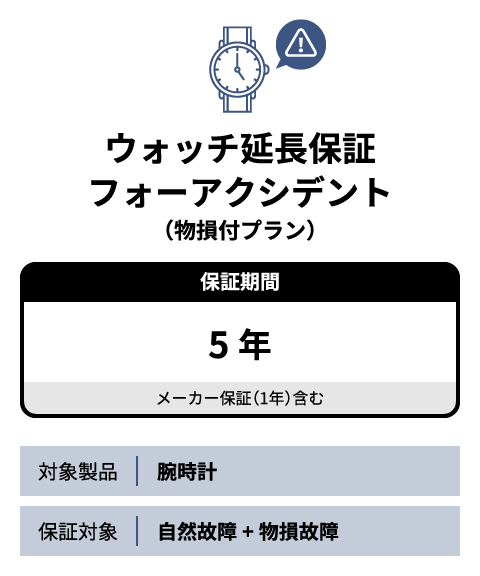 ウォッチ延長保証
フォーアクシデント
（物損付プラン）
保証期間
5 年
メーカー保証（1年）含む
対象製品 腕時計
保証対象 自然故障 + 物損故障